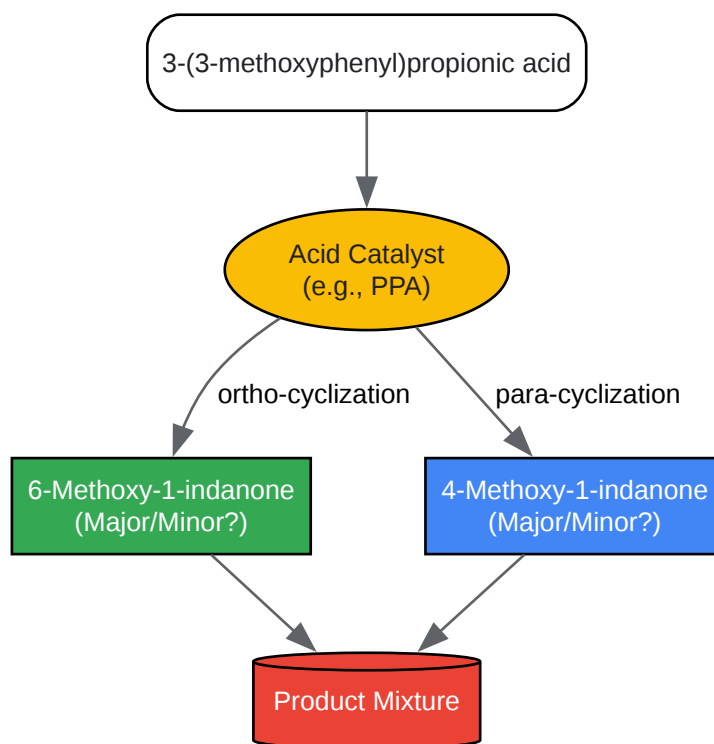 3-(3-methoxyphenyl)propionic acid
Acid Catalyst
(e.g., PPA)
ortho-cyclization
para-cyclization
6-Methoxy-1-indanone
(Major/Minor?)
4-Methoxy-1-indanone
(Major/Minor?)
Product Mixture